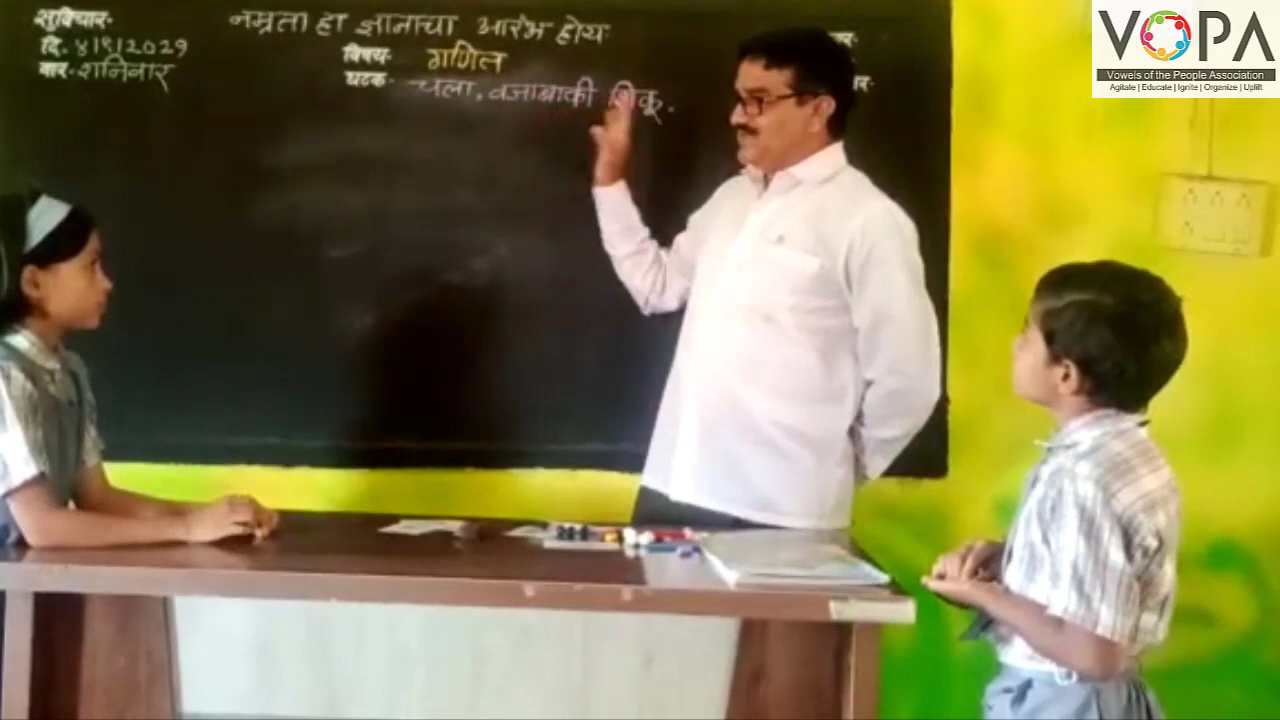 सुविचार- नम्रता हा ज्ञानाचा आरंभ होय
दि. ४।९।२०२१
वार- शनिवार
विषय- गणित
घटक- चला, वजाबाकी शिकू.
VOPA
Vowels of the People Association
Agitate | Educate | Ignite | Organize | Uplift